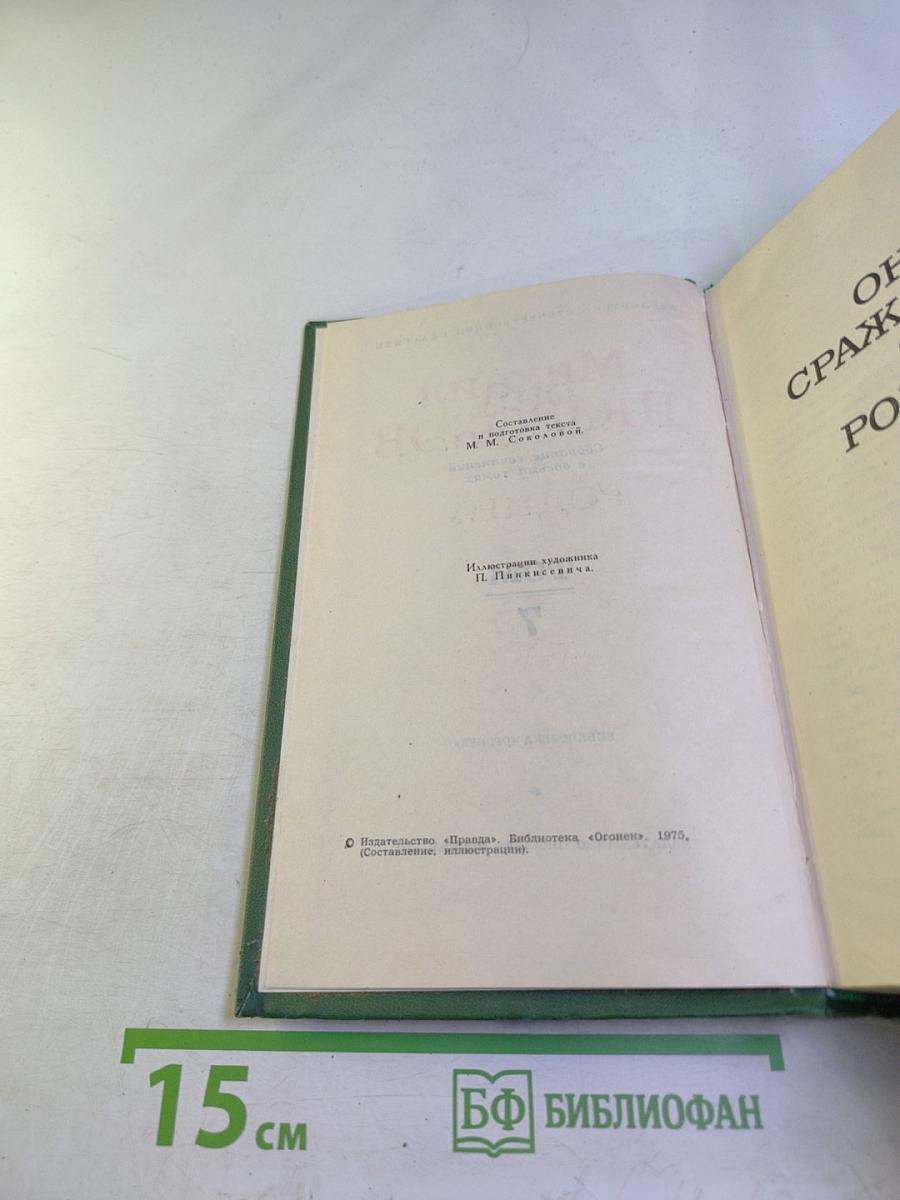 Составление
и подготовка текста
М. М. Соколовой.
Иллюстрации художника
П. Пинкисевича.
© Издательство «Правда». Библиотека «Огонек». 1975.
(Составление, иллюстрации).
ОН
СРАЖ
РО
15 см
БФ БИБЛИОФАН